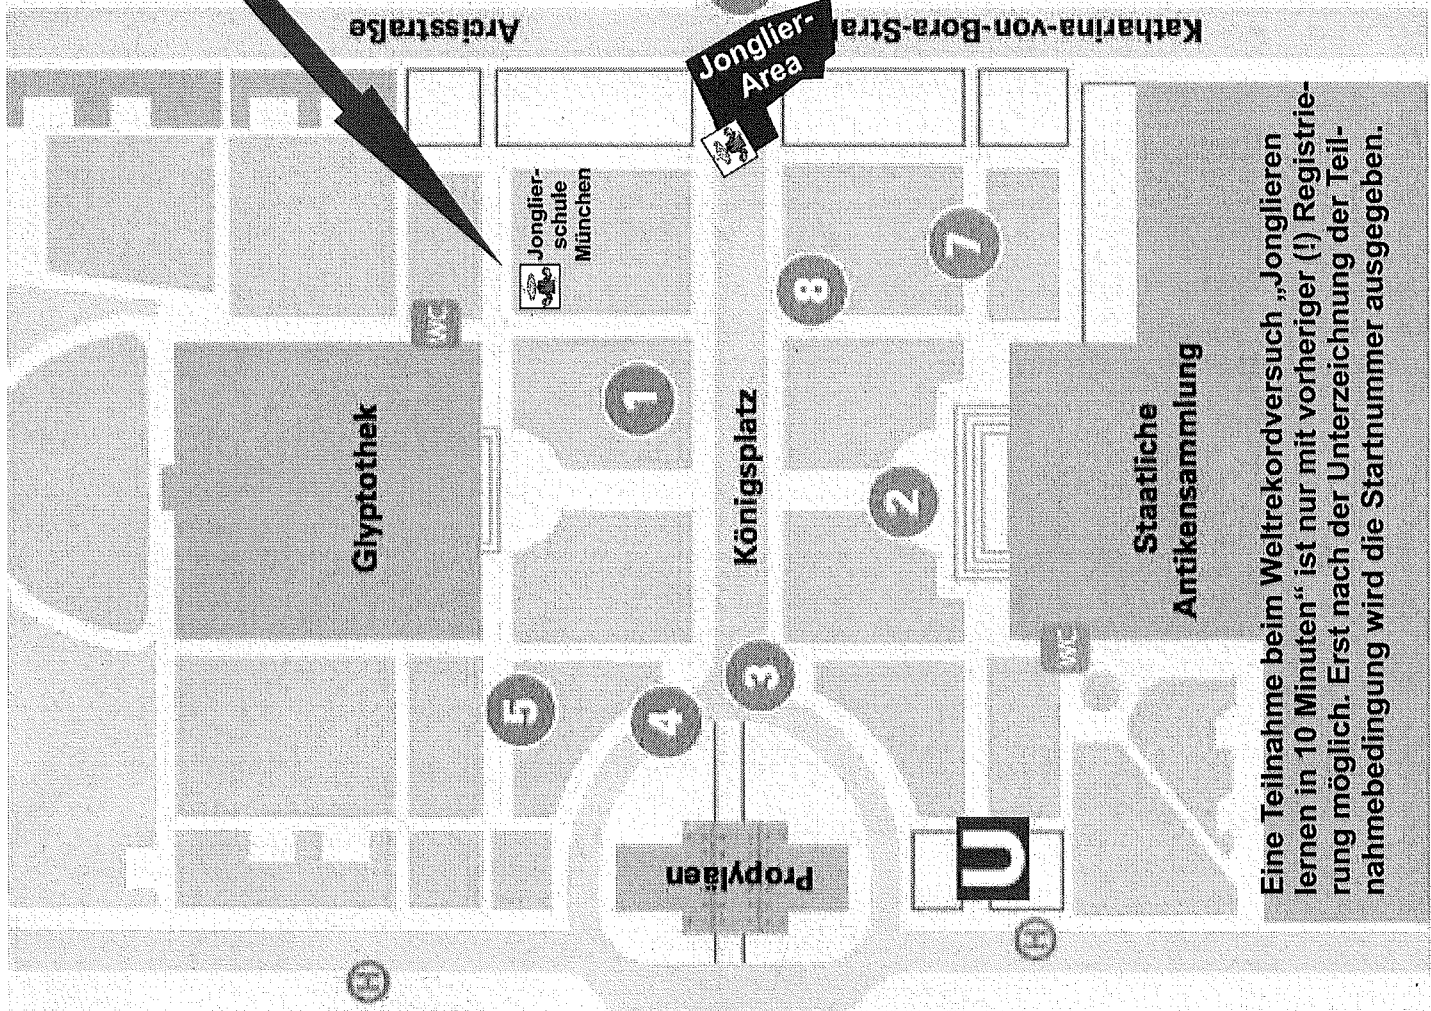 Arcisstraße
Katharina-von-Bora-Straß
Jonglier-
Area
Jonglier-
schule
München
WC
8
7
Glyptothek
1
Königsplatz
2
Staatliche
Antikensammlung
WC
5
4
3
Propyläen
U
H
H
Eine Teilnahme beim Weltrekordversuch „Jonglieren
lernen in 10 Minuten“ ist nur mit vorheriger (!) Registrie-
rung möglich. Erst nach der Unterzeichnung der Teil-
nahmebedingung wird die Startnummer ausgegeben.